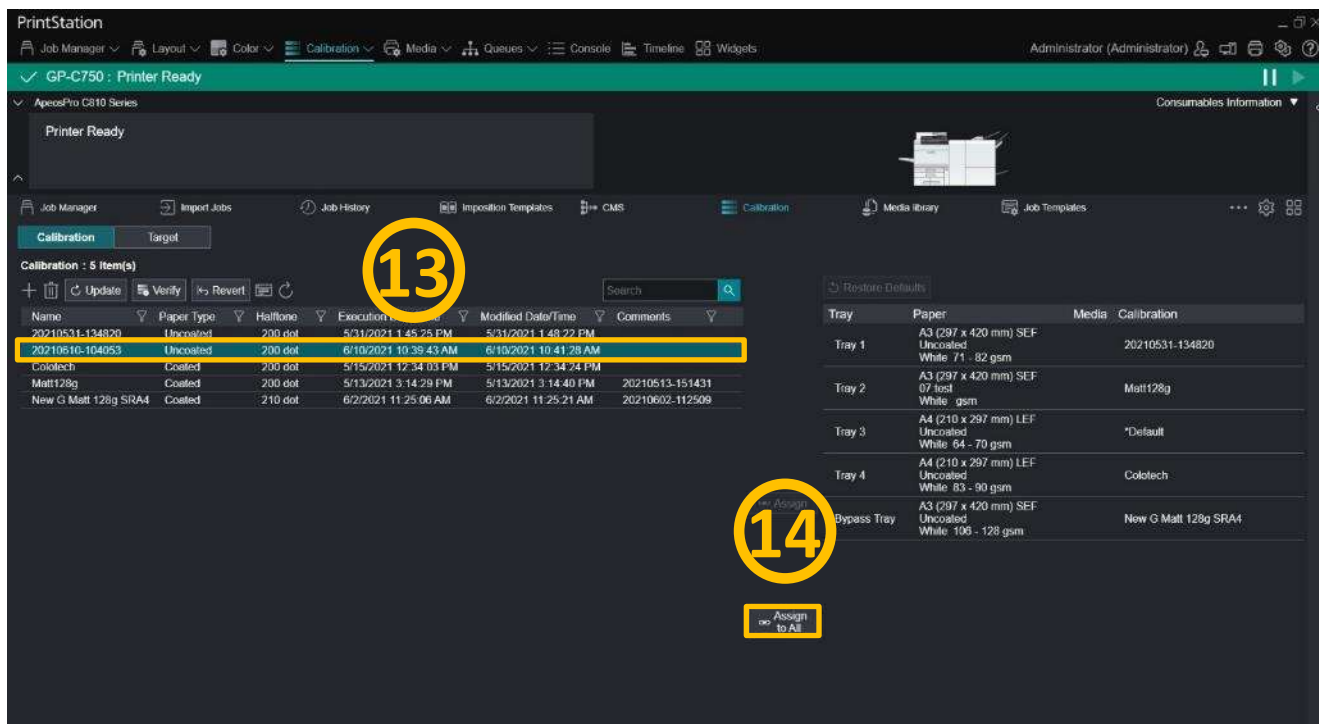 PrintStation
Job Manager Layout Color Calibration Media Queues Console Timeline Widgets Administrator (Administrator)
GP-C750 : Printer Ready
ApeosPro C810 Series Consumables Information
Printer Ready
Job Manager Import Jobs Job History Imposition Templates CMS Calibration Media library Job Templates
Calibration Target
13
Calibration : 5 Item(s)
Update Verify Revert Search Restore Defaults
Name Paper Type Halftone Execution Modified Date/Time Comments
20210531-134820 Uncoated 200 dot 5/31/2021 1:45:25 PM 5/31/2021 1:48:22 PM
20210610-104053 Uncoated 200 dot 6/10/2021 10:39:43 AM 6/10/2021 10:41:28 AM
Colotech Coated 200 dot 5/15/2021 12:34:03 PM 5/15/2021 12:34:24 PM
Matt128g Coated 200 dot 5/13/2021 3:14:29 PM 5/13/2021 3:14:40 PM 20210513-151431
New G Matt 128g SRA4 Coated 210 dot 6/2/2021 11:25:06 AM 6/2/2021 11:25:21 AM 20210602-112509
Tray Paper Media Calibration
A3 (297 x 420 mm) SEF
Tray 1 Uncoated 20210531-134820
White 71 - 82 gsm
A3 (297 x 420 mm) SEF
Tray 2 07 test Matt128g
White gsm
A4 (210 x 297 mm) LEF
Tray 3 Uncoated *Default
White 64 - 70 gsm
A4 (210 x 297 mm) LEF
Tray 4 Uncoated Colotech
White 83 - 90 gsm
A3 (297 x 420 mm) SEF
Bypass Tray Uncoated New G Matt 128g SRA4
White 106 - 128 gsm
Assign
14
Assign
to All